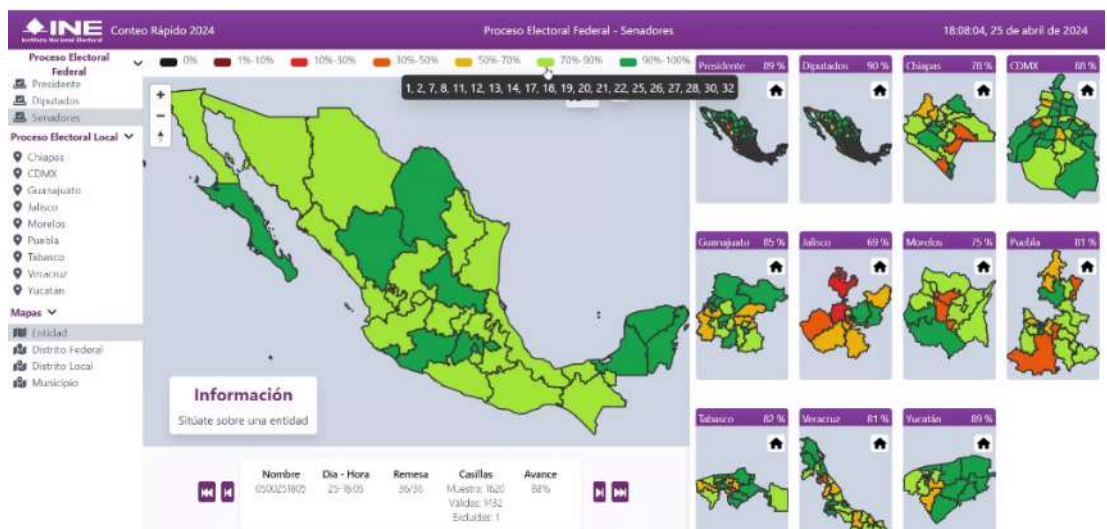 INE Conteo Rápido 2024
Instituto Nacional Electoral
Proceso Electoral Federal - Senadores
18:08:04, 25 de abril de 2024
Proceso Electoral Federal
Presidente
Diputados
Senadores
Proceso Electoral Local
Chiapas
CDMX
Guanajuato
Jalisco
Morelos
Puebla
Tabasco
Veracruz
Yucatán
Mapas
Entidad
Distrito Federal
Distrito Local
Municipio
0% 1%-10% 10%-30% 30%-50% 50%-70% 70%-90% 90%-100%
1, 2, 7, 8, 11, 12, 13, 14, 17, 18, 19, 20, 21, 22, 25, 26, 27, 28, 30, 32
+
−
Información
Sitúate sobre una entidad
Nombre Dia - Hora Remesa Casillas Avance
0500251805 25-18:05 36/36 Muestra: 1620 88%
Válidas: 1432
Excluidas: 1
Presidente 89 %
Diputados 90 %
Chiapas 78 %
CDMX 88 %
Guanajuato 85 %
Jalisco 69 %
Morelos 75 %
Puebla 81 %
Tabasco 82 %
Veracruz 81 %
Yucatán 89 %